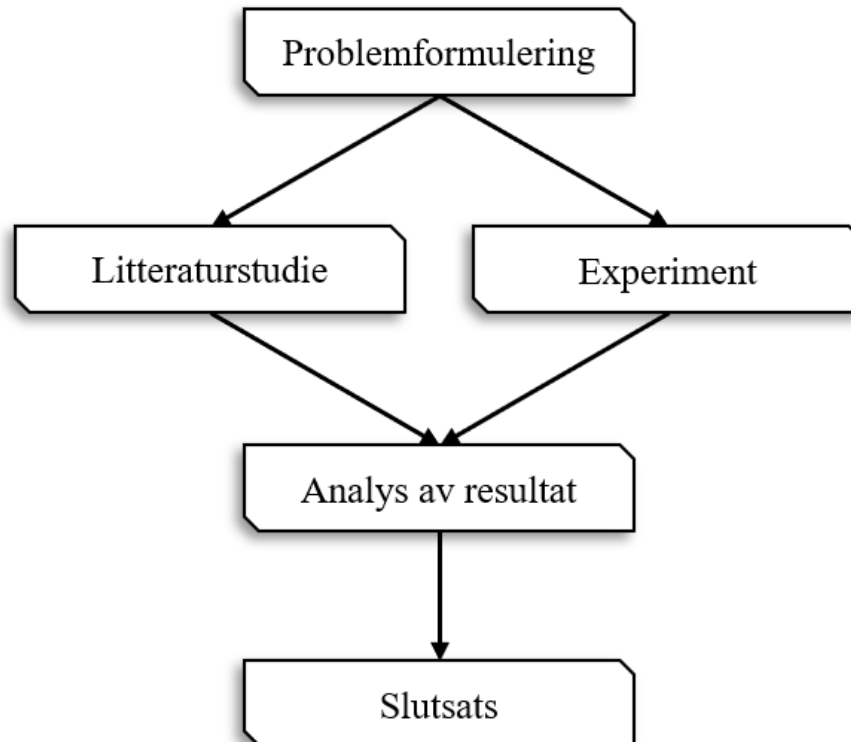 Problemformulering
Litteraturstudie
Experiment
Analys av resultat
Slutsats